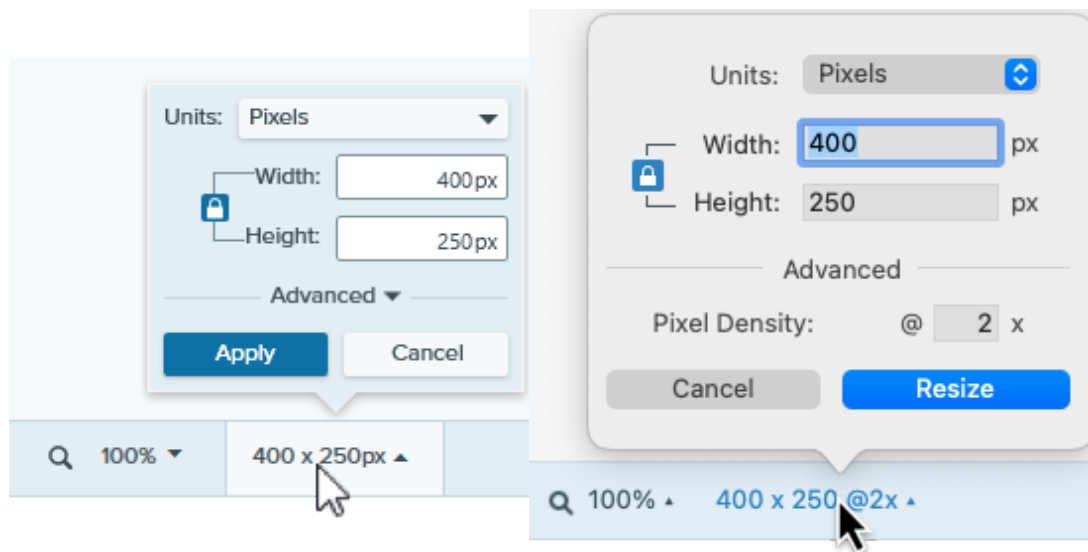 Units: Pixels
Width: 400px
Height: 250px
Advanced
Apply Cancel
100% 400 x 250px
Units: Pixels
Width: 400 px
Height: 250 px
Advanced
Pixel Density: @ 2 x
Cancel Resize
100% 400 x 250 @2x